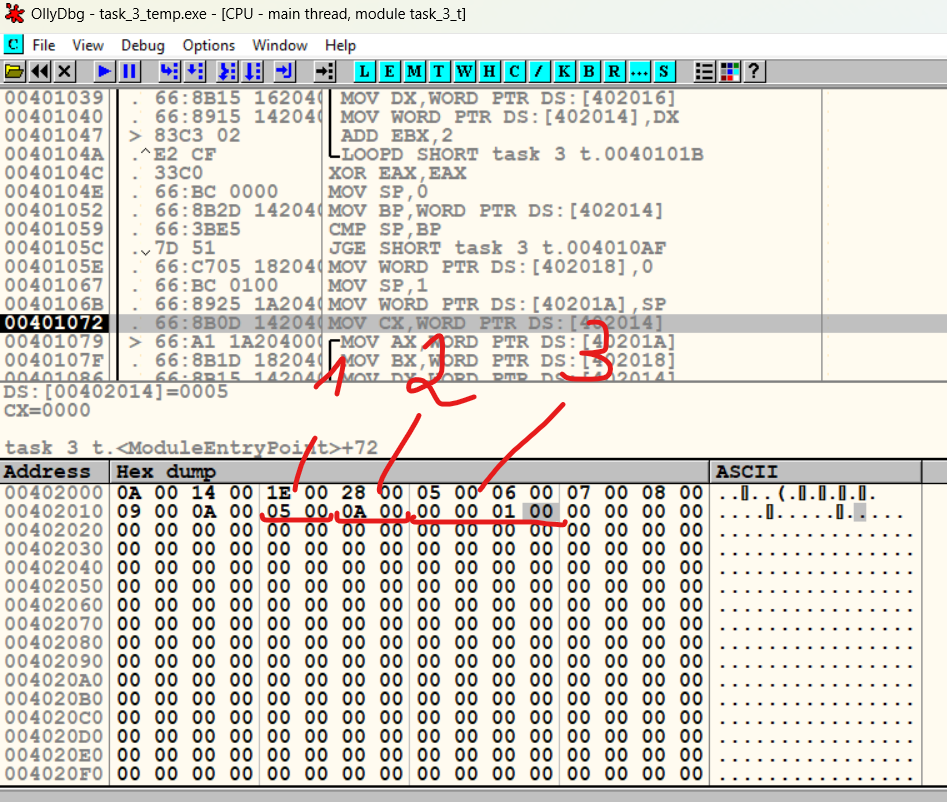 OllyDbg - task_3_temp.exe - [CPU - main thread, module task_3_t]
C File View Debug Options Window Help
L E M T W H C / K B R ... S ?
00401039 . 66:8B15 162040 MOV DX,WORD PTR DS:[402016]
00401040 . 66:8915 142040 MOV WORD PTR DS:[402014],DX
00401047 > 83C3 02 ADD EBX,2
0040104A .^E2 CF LOOPD SHORT task_3_t.0040101B
0040104C . 33C0 XOR EAX,EAX
0040104E . 66:BC 0000 MOV SP,0
00401052 . 66:8B2D 142040 MOV BP,WORD PTR DS:[402014]
00401059 . 66:3BE5 CMP SP,BP
0040105C .v7D 51 JGE SHORT task_3_t.004010AF
0040105E . 66:C705 182040 MOV WORD PTR DS:[402018],0
00401067 . 66:BC 0100 MOV SP,1
0040106B . 66:8925 1A2040 MOV WORD PTR DS:[40201A],SP
00401072 . 66:8B0D 142040 MOV CX,WORD PTR DS:[402014]
00401079 > 66:A1 1A204000 MOV AX,WORD PTR DS:[40201A]
0040107F . 66:8B1D 182040 MOV BX,WORD PTR DS:[402018]
00401086 . 66:8B15 142040 MOV DX,WORD PTR DS:[402014]
1 2 3
DS:[00402014]=0005
CX=0000
task_3_t.<ModuleEntryPoint>+72
Address Hex dump ASCII
00402000 0A 00 14 00 1E 00 28 00 05 00 06 00 07 00 08 00
00402010 09 00 0A 00 05 00 0A 00 00 00 01 00 00 00 00 00
00402020 00 00 00 00 00 00 00 00 00 00 00 00 00 00 00 00 ................
00402030 00 00 00 00 00 00 00 00 00 00 00 00 00 00 00 00 ................
00402040 00 00 00 00 00 00 00 00 00 00 00 00 00 00 00 00 ................
00402050 00 00 00 00 00 00 00 00 00 00 00 00 00 00 00 00 ................
00402060 00 00 00 00 00 00 00 00 00 00 00 00 00 00 00 00 ................
00402070 00 00 00 00 00 00 00 00 00 00 00 00 00 00 00 00 ................
00402080 00 00 00 00 00 00 00 00 00 00 00 00 00 00 00 00 ................
00402090 00 00 00 00 00 00 00 00 00 00 00 00 00 00 00 00 ................
004020A0 00 00 00 00 00 00 00 00 00 00 00 00 00 00 00 00 ................
004020B0 00 00 00 00 00 00 00 00 00 00 00 00 00 00 00 00 ................
004020C0 00 00 00 00 00 00 00 00 00 00 00 00 00 00 00 00 ................
004020D0 00 00 00 00 00 00 00 00 00 00 00 00 00 00 00 00 ................
004020E0 00 00 00 00 00 00 00 00 00 00 00 00 00 00 00 00 ................
004020F0 00 00 00 00 00 00 00 00 00 00 00 00 00 00 00 00 ................